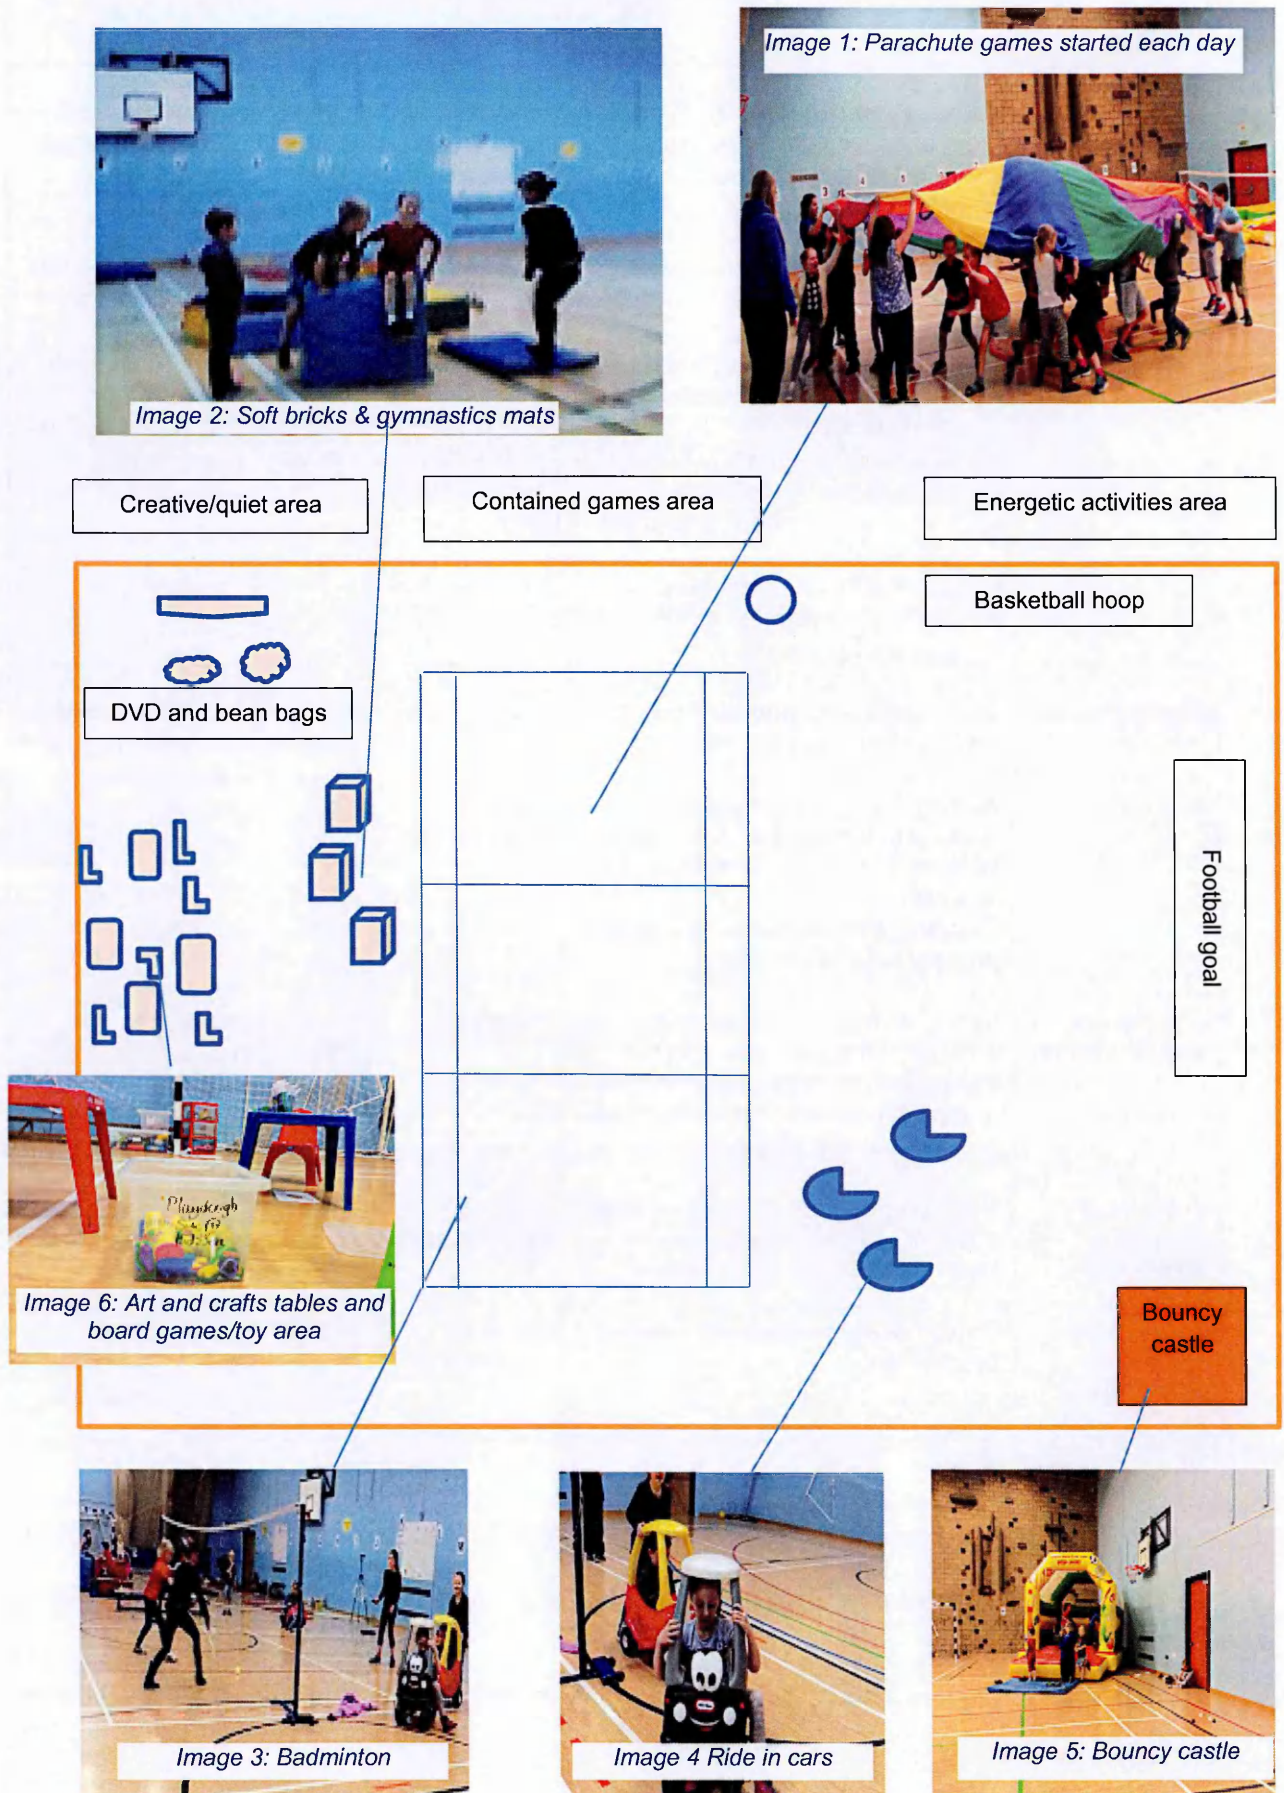 Image 1: Parachute games started each day
Image 2: Soft bricks & gymnastics mats
Creative/quiet area
Contained games area
Energetic activities area
Basketball hoop
DVD and bean bags
Football goal
Playdough
Image 6: Art and crafts tables and
board games/toy area
Bouncy
castle
Image 3: Badminton
Image 4 Ride in cars
Image 5: Bouncy castle